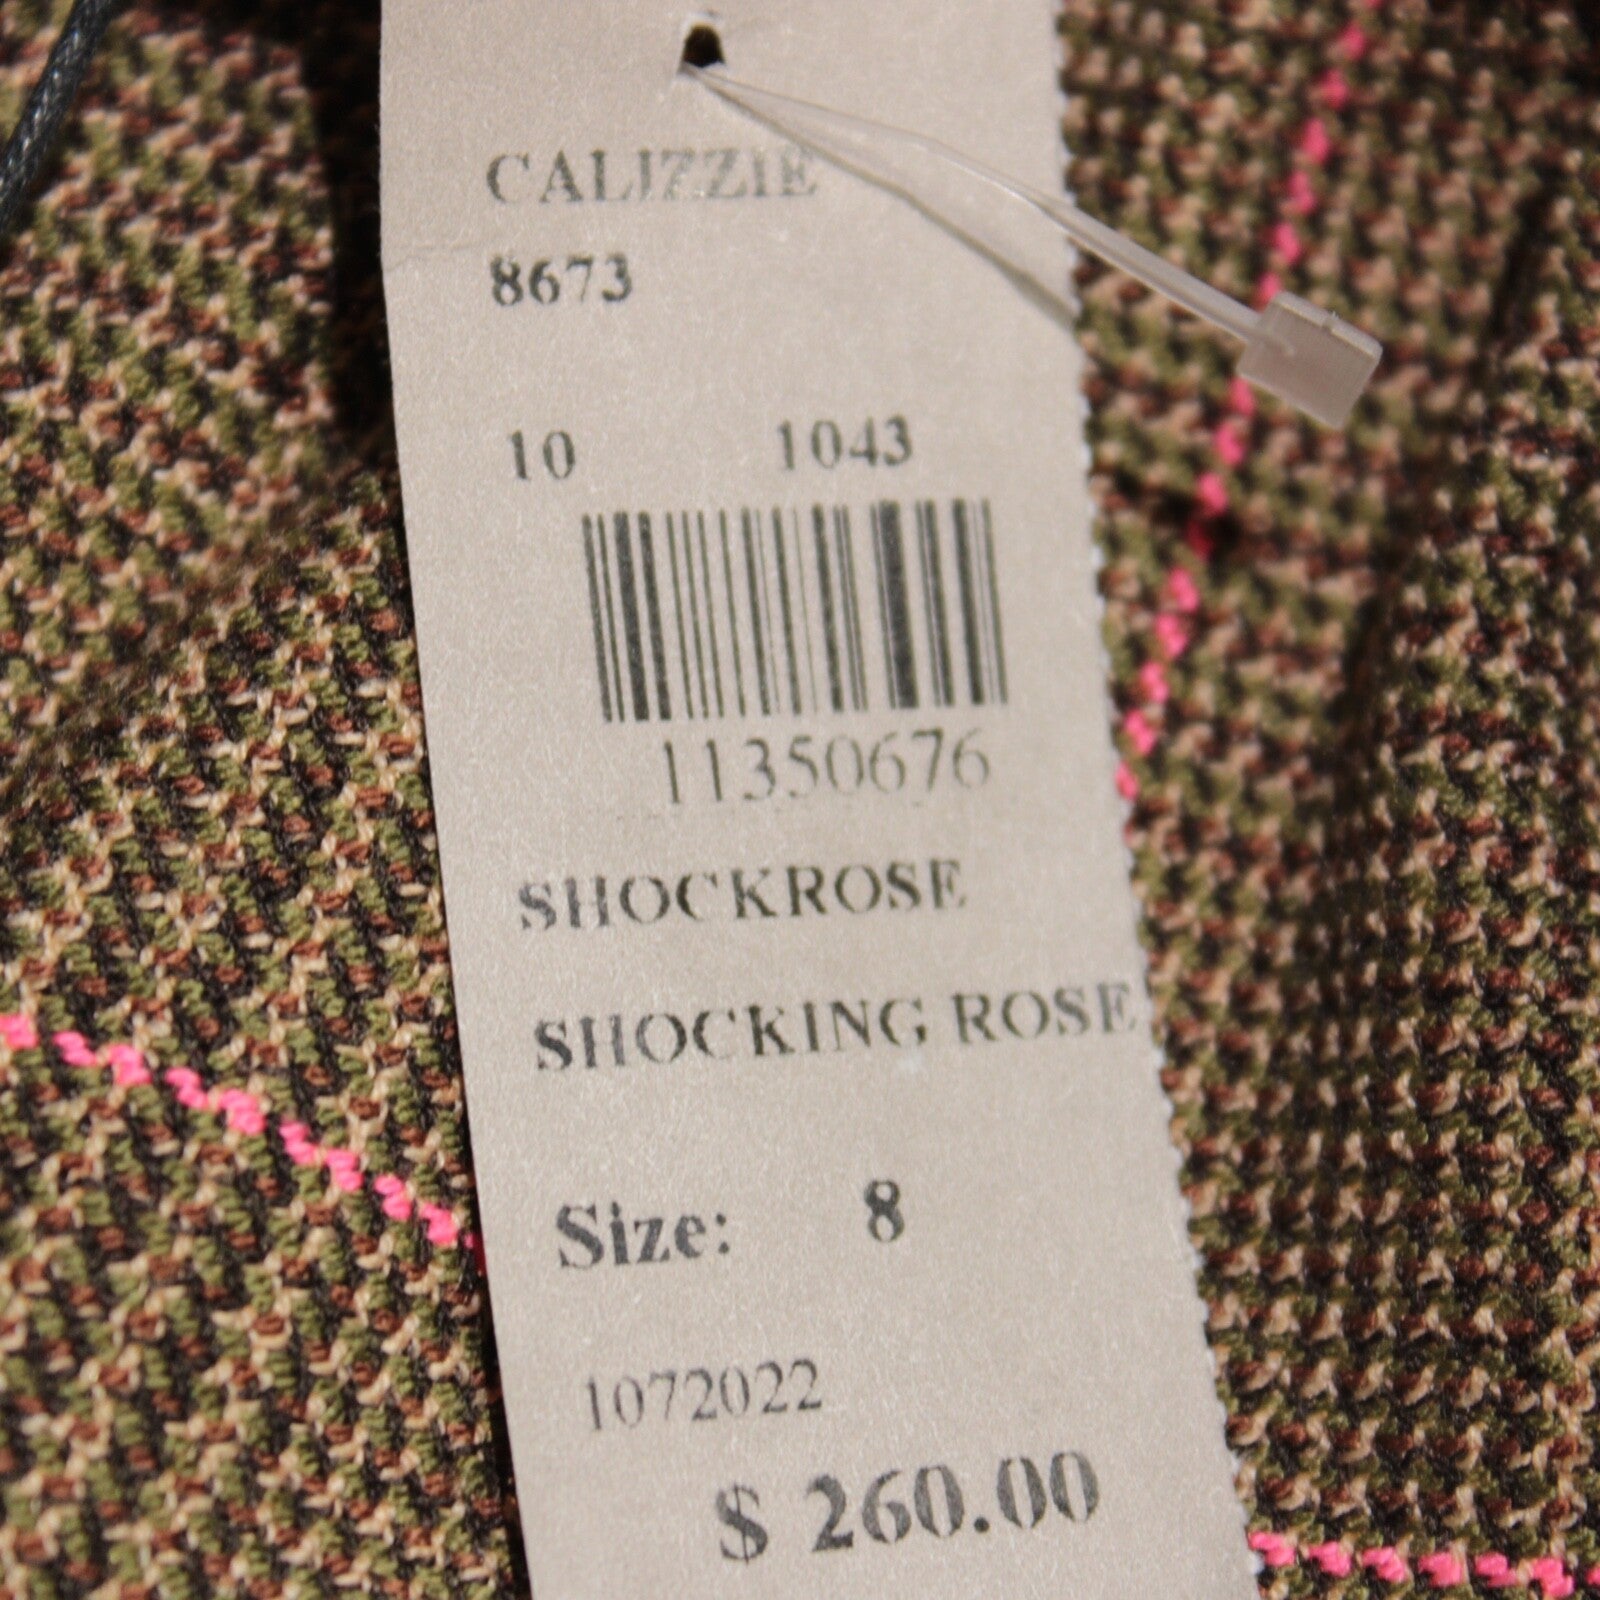 CALIZZIE
8673
10 1043
11350676
SHOCKROSE
SHOCKING ROSE
Size: 8
1072022
$ 260.00